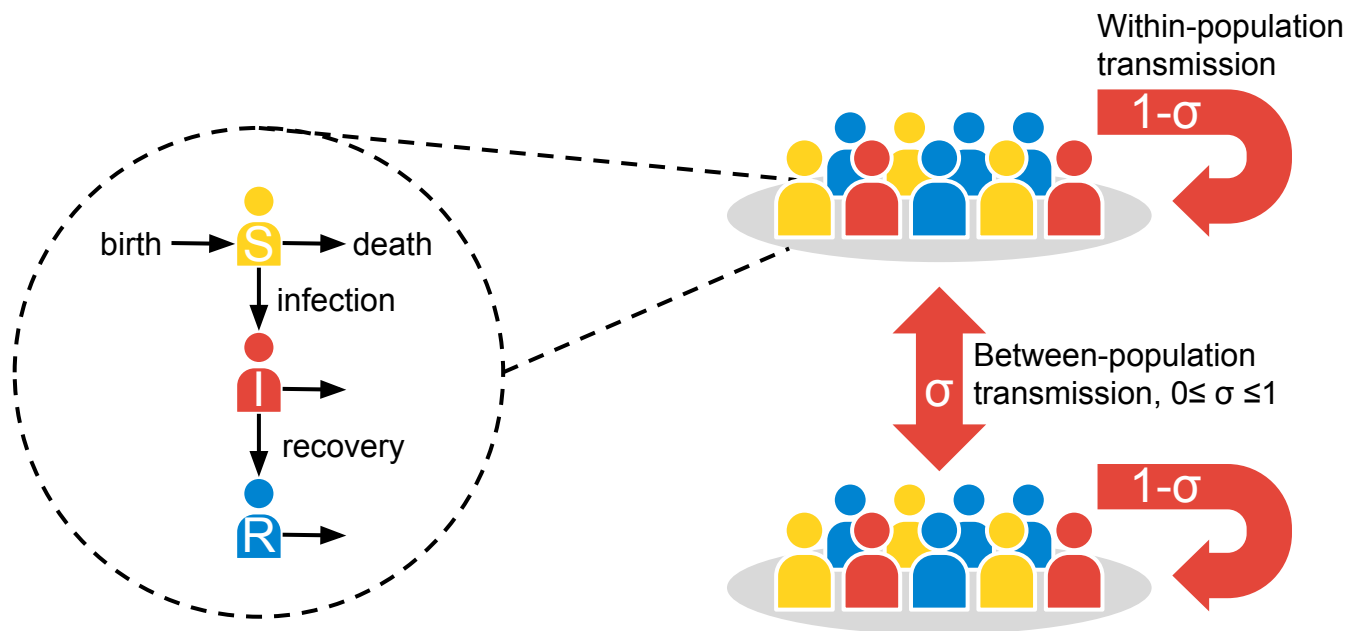 Within-population
transmission
1-σ
S
birth
death
infection
I
recovery
R
Between-population
transmission, 0≤ σ ≤1
σ
1-σ